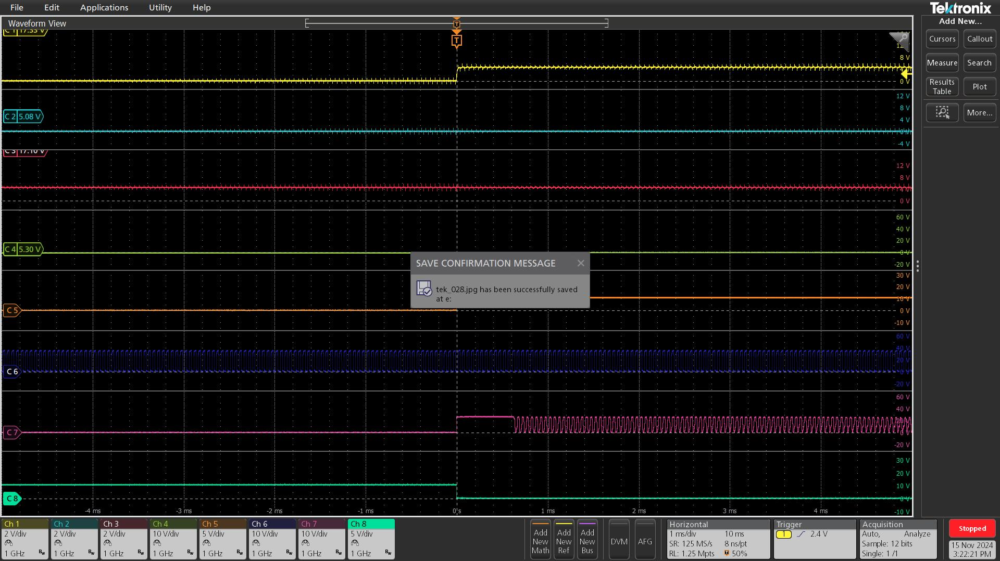 File Edit Applications Utility Help
Tektronix
Waveform View
Add New...
Cursors Callout
Measure Search
Results Table Plot
More...
C 1 17.33 V
T
T
12
8 V
0 V
C 2 5.08 V
12 V
8 V
4 V
0 V
-4 V
C 3 17.10 V
12 V
8 V
4 V
0 V
C 4 5.30 V
60 V
40 V
20 V
0 V
-20 V
SAVE CONFIRMATION MESSAGE
tek_028.jpg has been successfully saved
at e:
C 5
30 V
20 V
10 V
0 V
-10 V
C 6
60 V
40 V
20 V
0 V
-20 V
C 7
60 V
40 V
20 V
0 V
-20 V
C 8
30 V
20 V
10 V
0 V
-10 V
-4 ms -3 ms -2 ms -1 ms 0 s 1 ms 2 ms 3 ms 4 ms
Ch 1
2 V/div
1 GHz Bw
Ch 2
2 V/div
1 GHz Bw
Ch 3
2 V/div
1 GHz Bw
Ch 4
10 V/div
1 GHz Bw
Ch 5
5 V/div
1 GHz Bw
Ch 6
10 V/div
1 GHz Bw
Ch 7
10 V/div
1 GHz Bw
Ch 8
5 V/div
1 GHz Bw
Add
New
Math
Add
New
Ref
Add
New
Bus
DVM
AFG
Horizontal
1 ms/div 10 ms
SR: 125 MS/s 8 ns/pt
RL: 1.25 Mpts T 50%
Trigger
1 2.4 V
Acquisition
Auto, Analyze
Sample: 12 bits
Single: 1 /1
Stopped
15 Nov 2024
3:22:21 PM